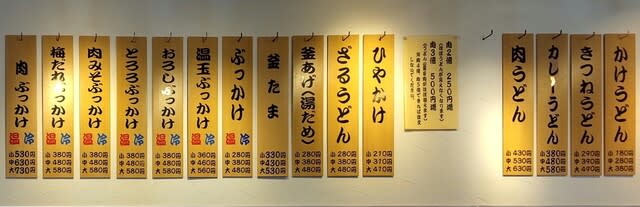 かけうどん
小 180円
中 280円
大 380円
きつねうどん
小 290円
中 390円
大 490円
カレーうどん
小 380円
中 480円
大 580円
肉うどん
小 430円
中 530円
大 630円
肉2倍 250円増
肉3倍 500円増
ひやかけ
小 210円
中 310円
大 410円
ざるうどん
小 280円
中 380円
大 480円
釜あげ(湯だめ)
小 280円
中 380円
大 480円
釜たま
小 330円
中 430円
大 530円
ぶっかけ
温 冷
小 280円
中 380円
大 480円
温玉ぶっかけ
温 冷
小 360円
中 460円
大 560円
おろしぶっかけ
温 冷
小 380円
中 480円
大 580円
とろろぶっかけ
温 冷
小 380円
中 480円
大 580円
肉みそぶっかけ
温 冷
小 380円
中 480円
大 580円
梅だれぶっかけ
温 冷
小 380円
中 480円
大 580円
肉ぶっかけ
温 冷
小 530円
中 630円
大 730円